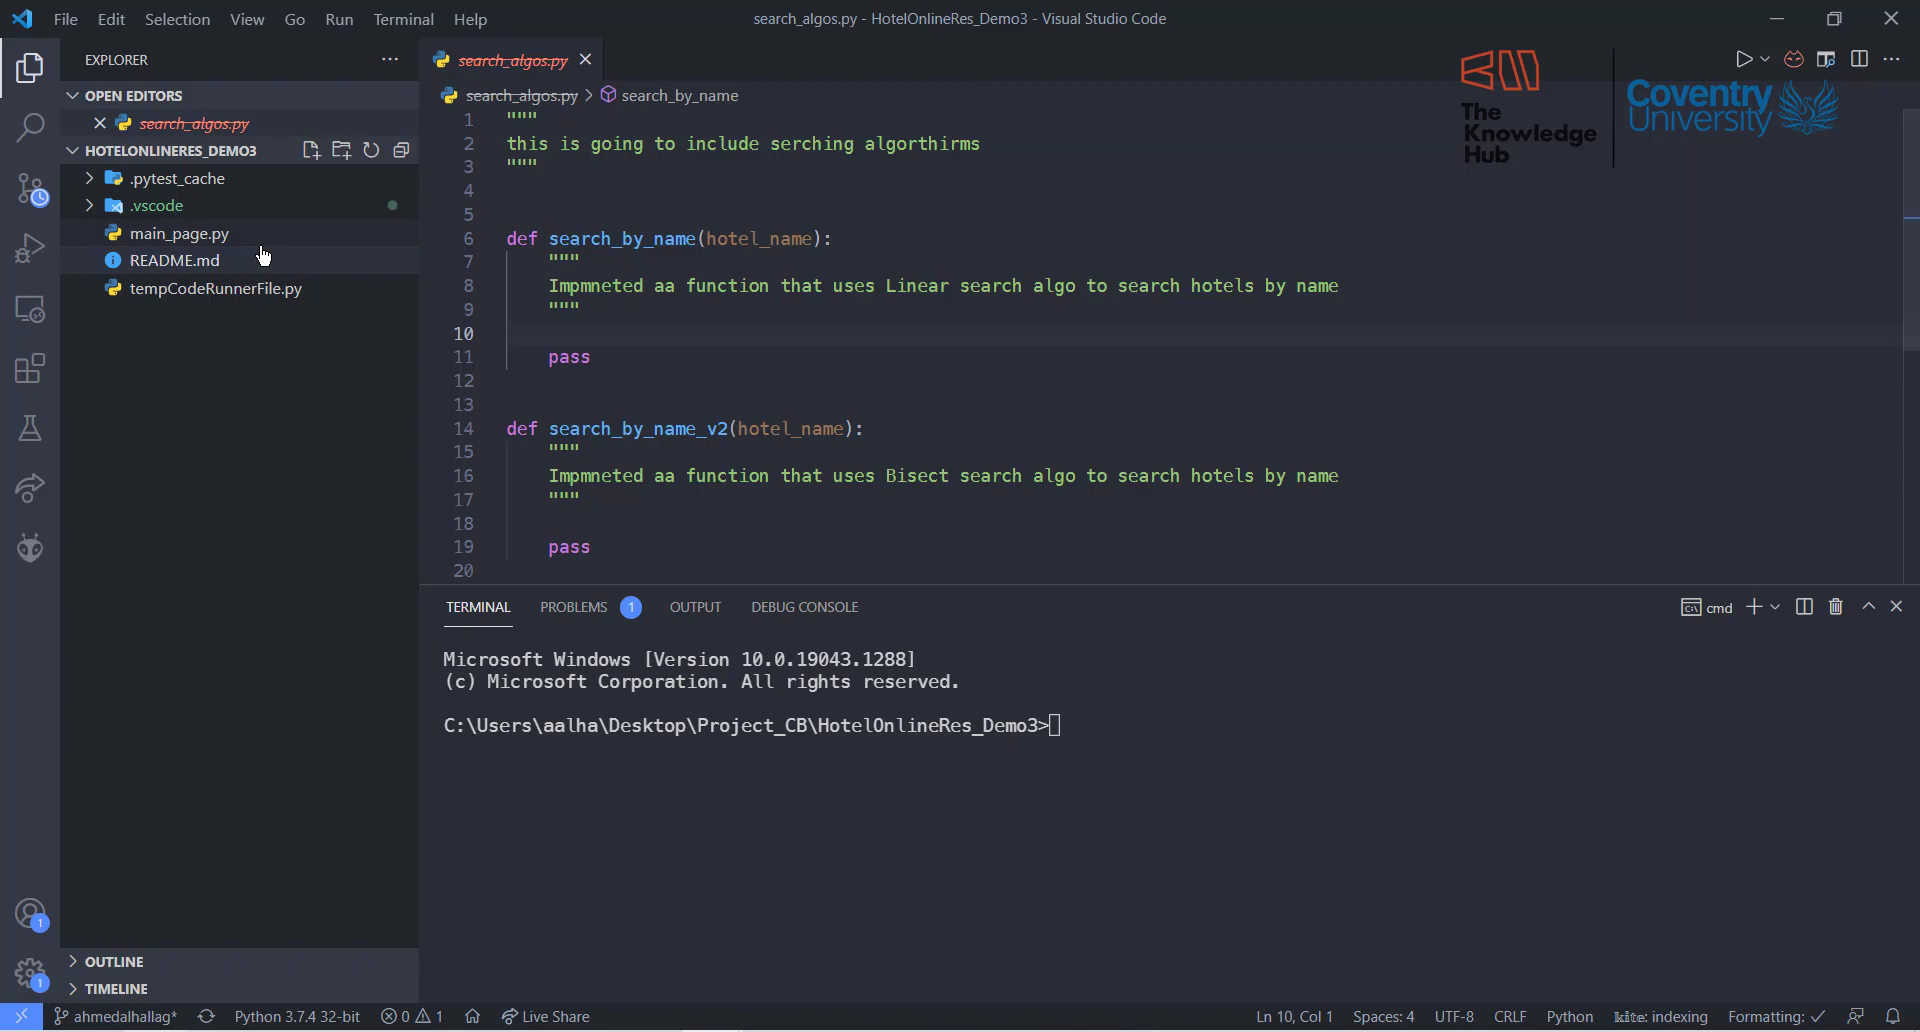 File Edit Selection View Go Run Terminal Help
search_algos.py - HotelOnlineRes_Demo3 - Visual Studio Code
EXPLORER
OPEN EDITORS
search_algos.py
HOTELONLINERES_DEMO3
.pytest_cache
.vscode
main_page.py
README.md
tempCodeRunnerFile.py
OUTLINE
TIMELINE
search_algos.py
search_algos.py > search_by_name
The
Knowledge
Hub
Coventry
University
1 """
2 this is going to include serching algorthirms
3 """
4
5
6 def search_by_name(hotel_name):
7 """
8 Impmneted aa function that uses Linear search algo to search hotels by name
9 """
10
11 pass
12
13
14 def search_by_name_v2(hotel_name):
15 """
16 Impmneted aa function that uses Bisect search algo to search hotels by name
17 """
18
19 pass
20
TERMINAL PROBLEMS 1 OUTPUT DEBUG CONSOLE
cmd
Microsoft Windows [Version 10.0.19043.1288]
(c) Microsoft Corporation. All rights reserved.
C:\Users\aalha\Desktop\Project_CB\HotelOnlineRes_Demo3>
1
1
ahmedalhallag* Python 3.7.4 32-bit 0 1 Live Share
Ln 10, Col 1 Spaces: 4 UTF-8 CRLF Python kite: indexing Formatting: ✓